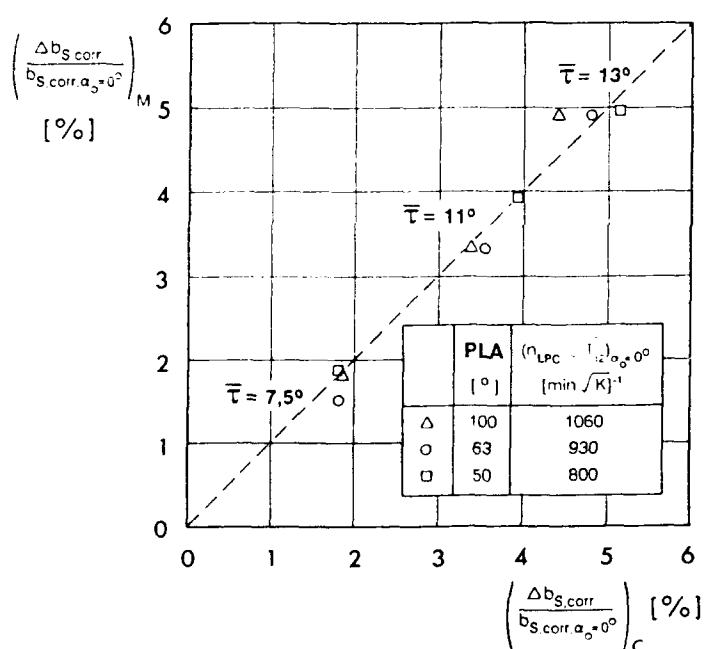 (Δb_S,corr / b_S,corr,α₀=0°)_M
[%]
6
5
4
3
2
1
0
0 1 2 3 4 5 6
τ̄ = 13°
τ̄ = 11°
τ̄ = 7,5°
PLA (n_LPC
[°] [min √K]⁻¹
△ 100 1060
○ 63 930
□ 50 800
(Δb_S,corr / b_S,corr,α₀=0°)_C [%]